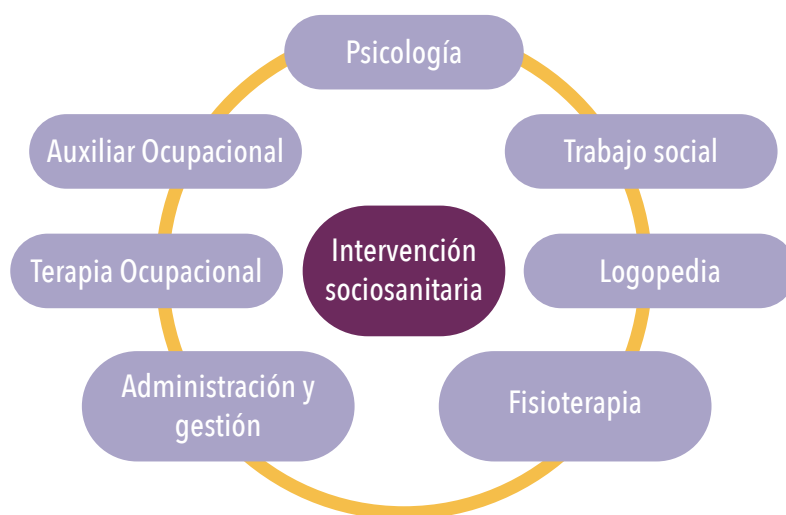 Psicología
Auxiliar Ocupacional
Trabajo social
Intervención
sociosanitaria
Terapia Ocupacional
Logopedia
Administración y
gestión
Fisioterapia